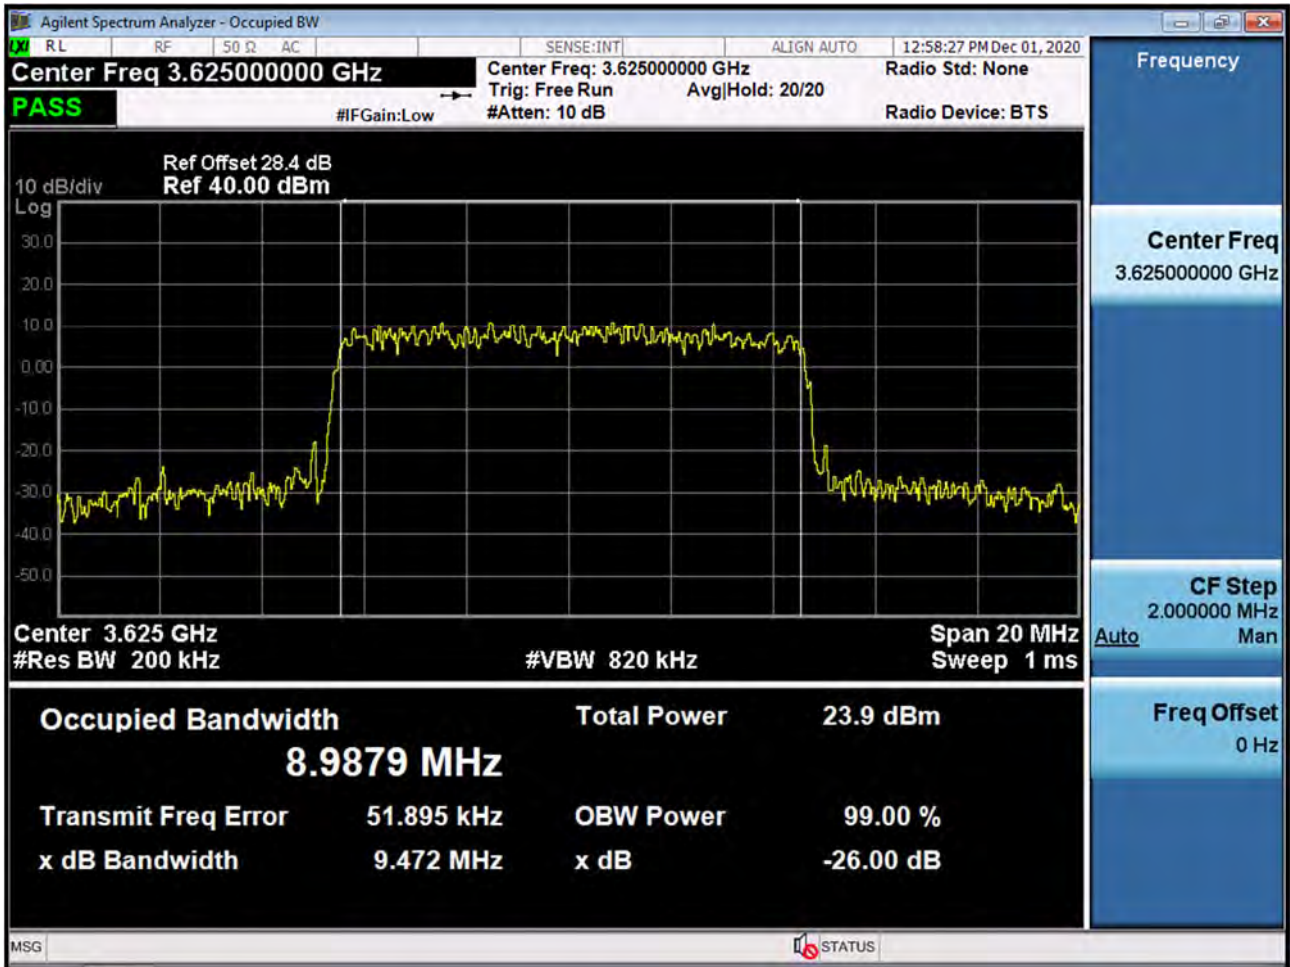 Agilent Spectrum Analyzer - Occupied BW
LXI RL RF 50 Ω AC SENSE:INT ALIGN AUTO 12:58:27 PM Dec 01, 2020
Center Freq 3.625000000 GHz
Center Freq: 3.625000000 GHz
Radio Std: None
Trig: Free Run Avg|Hold: 20/20
PASS
#IFGain:Low
#Atten: 10 dB
Radio Device: BTS
Ref Offset 28.4 dB
10 dB/div Ref 40.00 dBm
Log
30.0
20.0
10.0
0.00
-10.0
-20.0
-30.0
-40.0
-50.0
Center 3.625 GHz Span 20 MHz
#Res BW 200 kHz #VBW 820 kHz Sweep 1 ms
Occupied Bandwidth Total Power 23.9 dBm
8.9879 MHz
Transmit Freq Error 51.895 kHz OBW Power 99.00 %
x dB Bandwidth 9.472 MHz x dB -26.00 dB
Frequency
Center Freq
3.625000000 GHz
CF Step
2.000000 MHz
Auto Man
Freq Offset
0 Hz
MSG STATUS